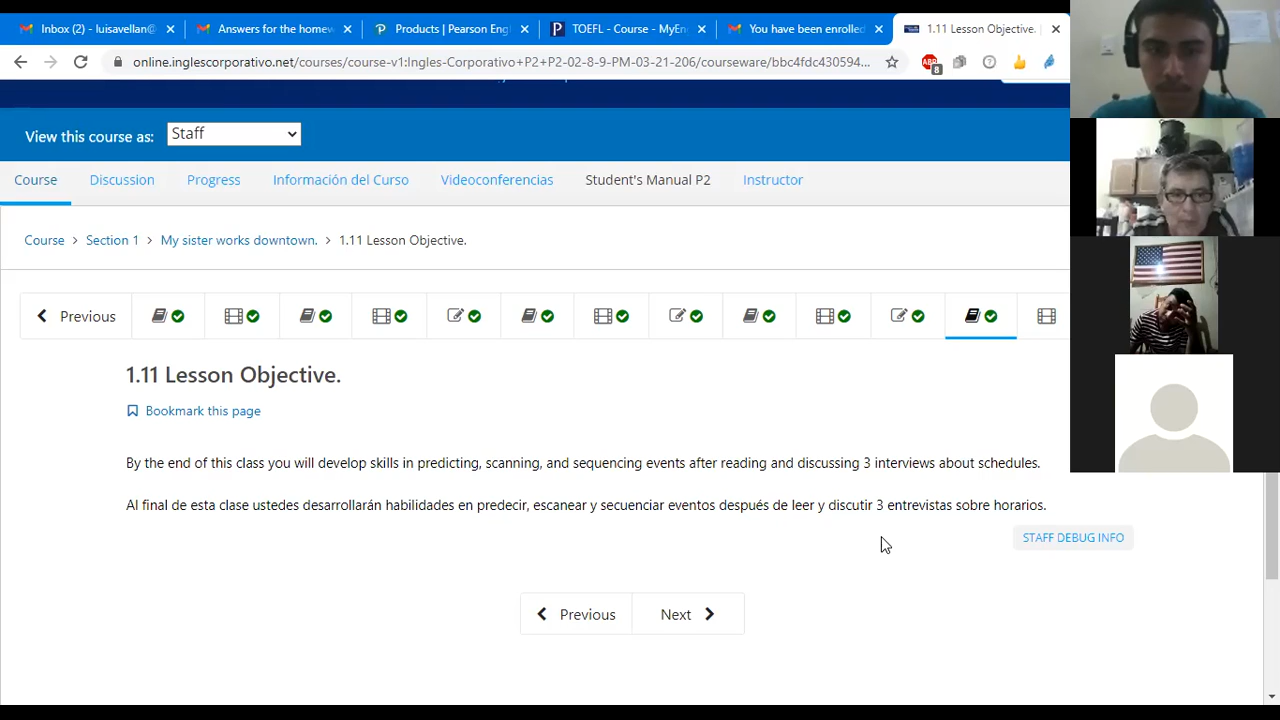 Inbox (2) - luisavellan@
Answers for the homew
Products | Pearson Eng
TOEFL - Course - MyEn
You have been enrolled
1.11 Lesson Objective. |
online.inglescorporativo.net/courses/course-v1:Ingles-Corporativo+P2+P2-02-8-9-PM-03-21-206/courseware/bbc4fdc430594...
ABP
8
View this course as:
Staff
Course
Discussion
Progress
Información del Curso
Videoconferencias
Student's Manual P2
Instructor
Course > Section 1 > My sister works downtown. > 1.11 Lesson Objective.
Previous
1.11 Lesson Objective.
Bookmark this page
By the end of this class you will develop skills in predicting, scanning, and sequencing events after reading and discussing 3 interviews about schedules.
Al final de esta clase ustedes desarrollarán habilidades en predecir, escanear y secuenciar eventos después de leer y discutir 3 entrevistas sobre horarios.
STAFF DEBUG INFO
Previous
Next